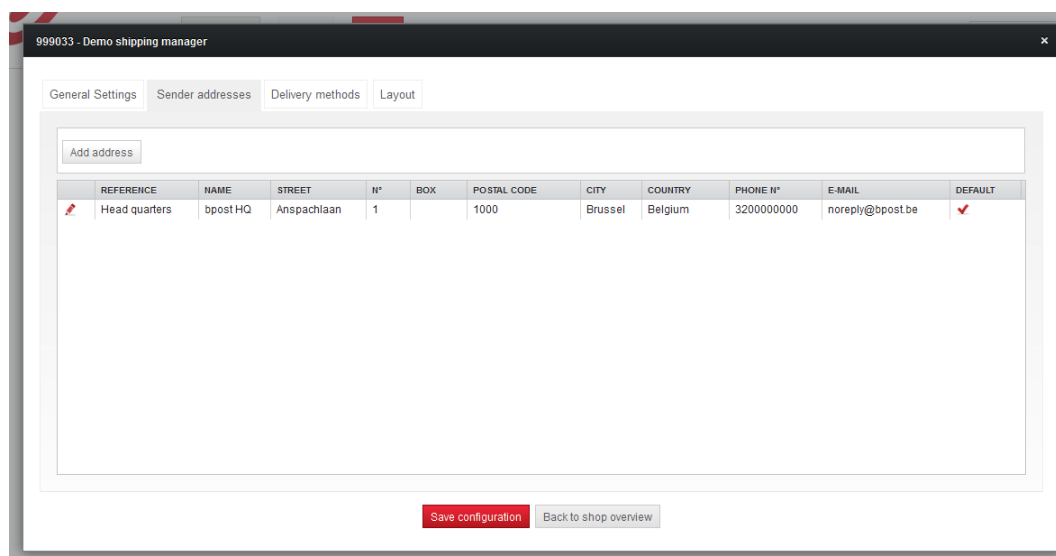 999033 - Demo shipping manager
×
General Settings Sender addresses Delivery methods Layout
Add address
REFERENCE NAME STREET N° BOX POSTAL CODE CITY COUNTRY PHONE N° E-MAIL DEFAULT
Head quarters bpost HQ Anspachlaan 1 1000 Brussel Belgium 3200000000 noreply@bpost.be
Save configuration Back to shop overview